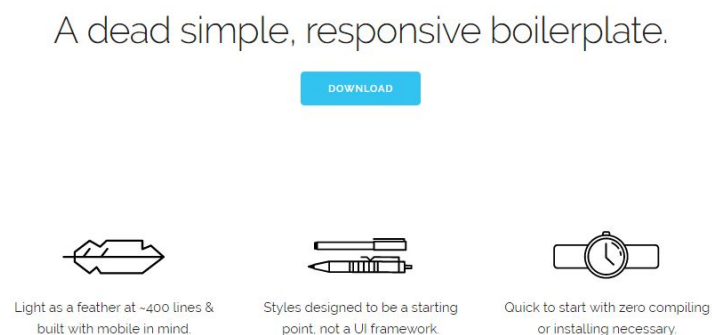 A dead simple, responsive boilerplate.
DOWNLOAD
Light as a feather at ~400 lines &
built with mobile in mind.
Styles designed to be a starting
point, not a UI framework.
Quick to start with zero compiling
or installing necessary.